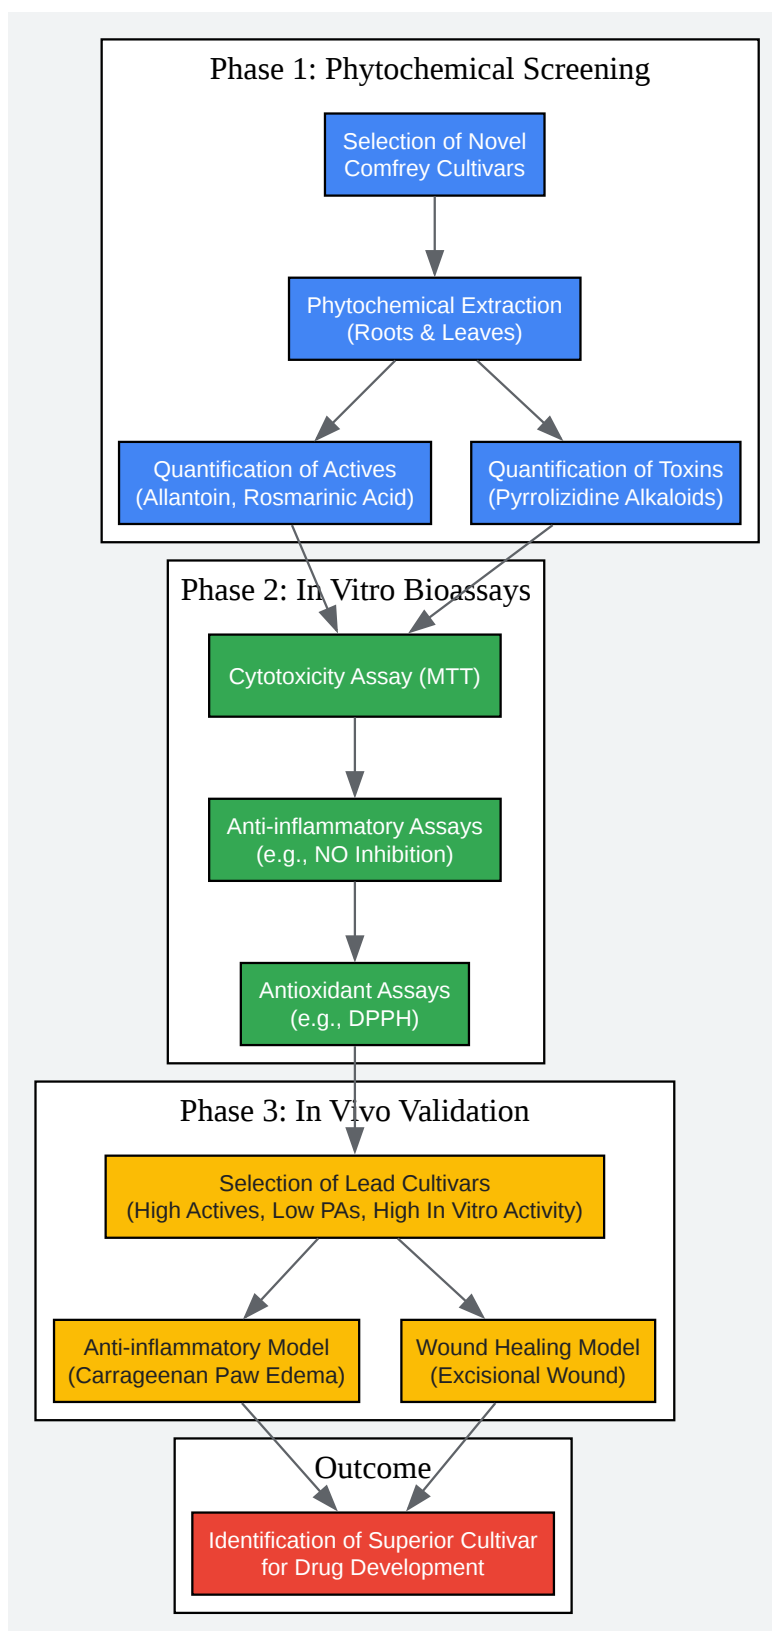 Phase 1: Phytochemical Screening
Selection of Novel
Comfrey Cultivars
Phytochemical Extraction
(Roots & Leaves)
Quantification of Actives
(Allantoin, Rosmarinic Acid)
Quantification of Toxins
(Pyrrolizidine Alkaloids)
Phase 2: In Vitro Bioassays
Cytotoxicity Assay (MTT)
Anti-inflammatory Assays
(e.g., NO Inhibition)
Antioxidant Assays
(e.g., DPPH)
Phase 3: In Vivo Validation
Selection of Lead Cultivars
(High Actives, Low PAs, High In Vitro Activity)
Anti-inflammatory Model
(Carrageenan Paw Edema)
Wound Healing Model
(Excisional Wound)
Outcome
Identification of Superior Cultivar
for Drug Development